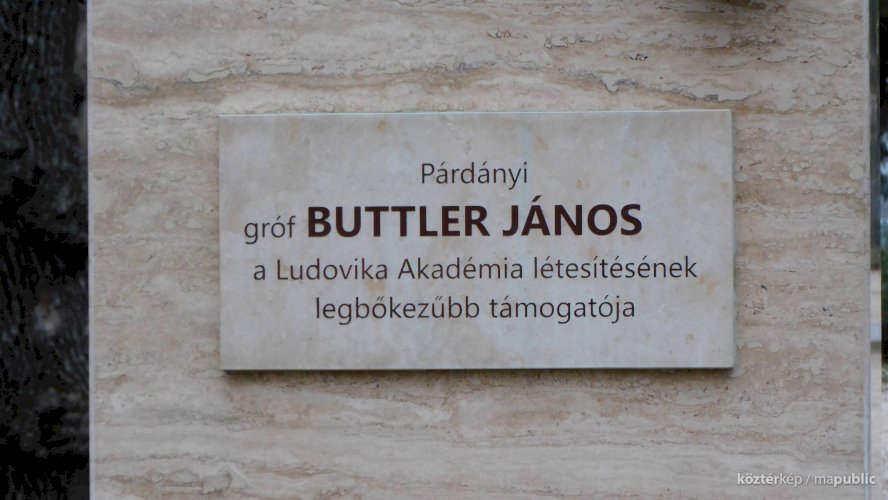 Párdányi
gróf BUTTLER JÁNOS
a Ludovika Akadémia létesítésének
legbőkezűbb támogatója
köztérkép / mapublic